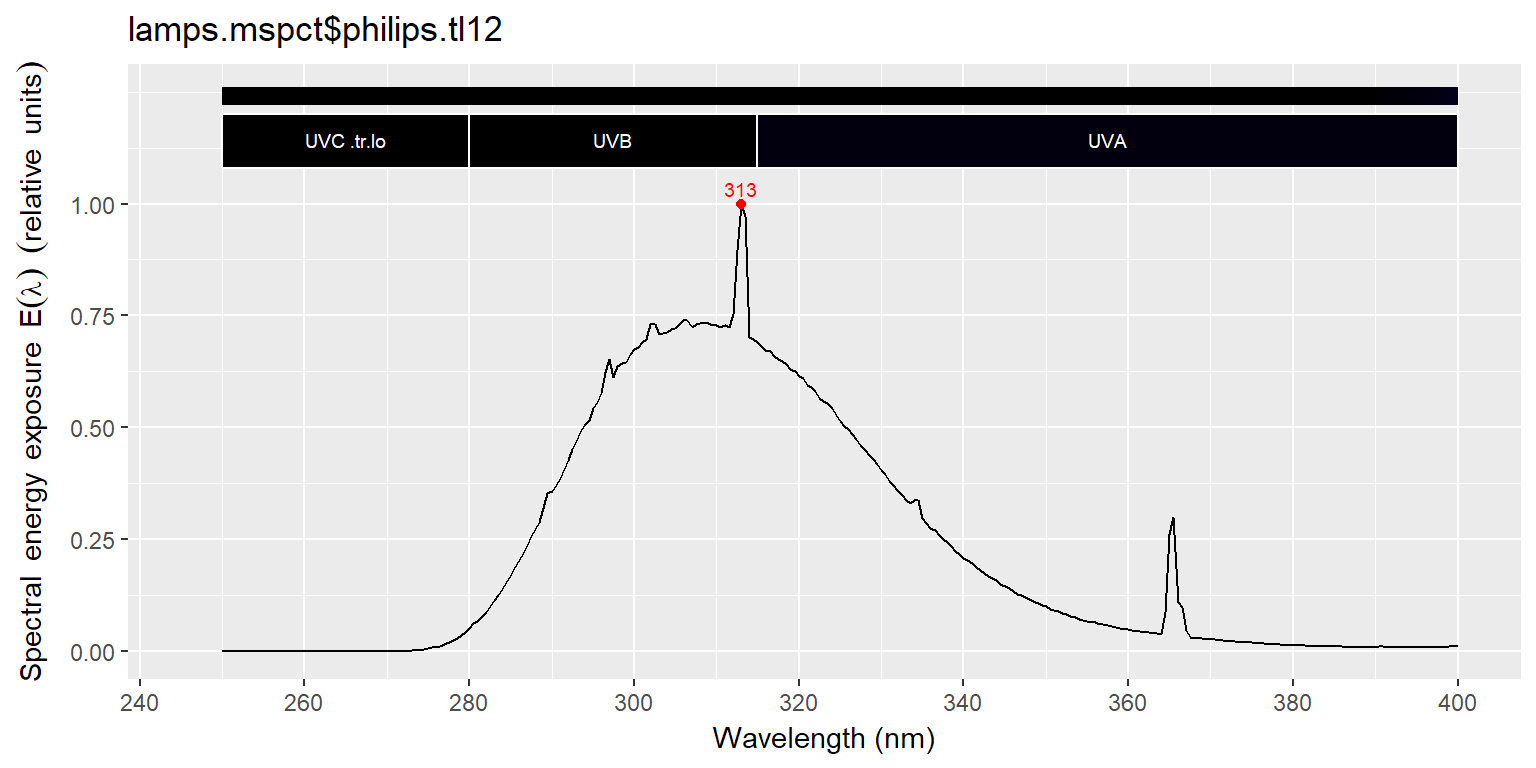 lamps.mspct$philips.tl12
Spectral energy exposure E(λ) (relative units)
UVC .tr.lo UVB UVA
313
1.00
0.75
0.50
0.25
0.00
240 260 280 300 320 340 360 380 400
Wavelength (nm)